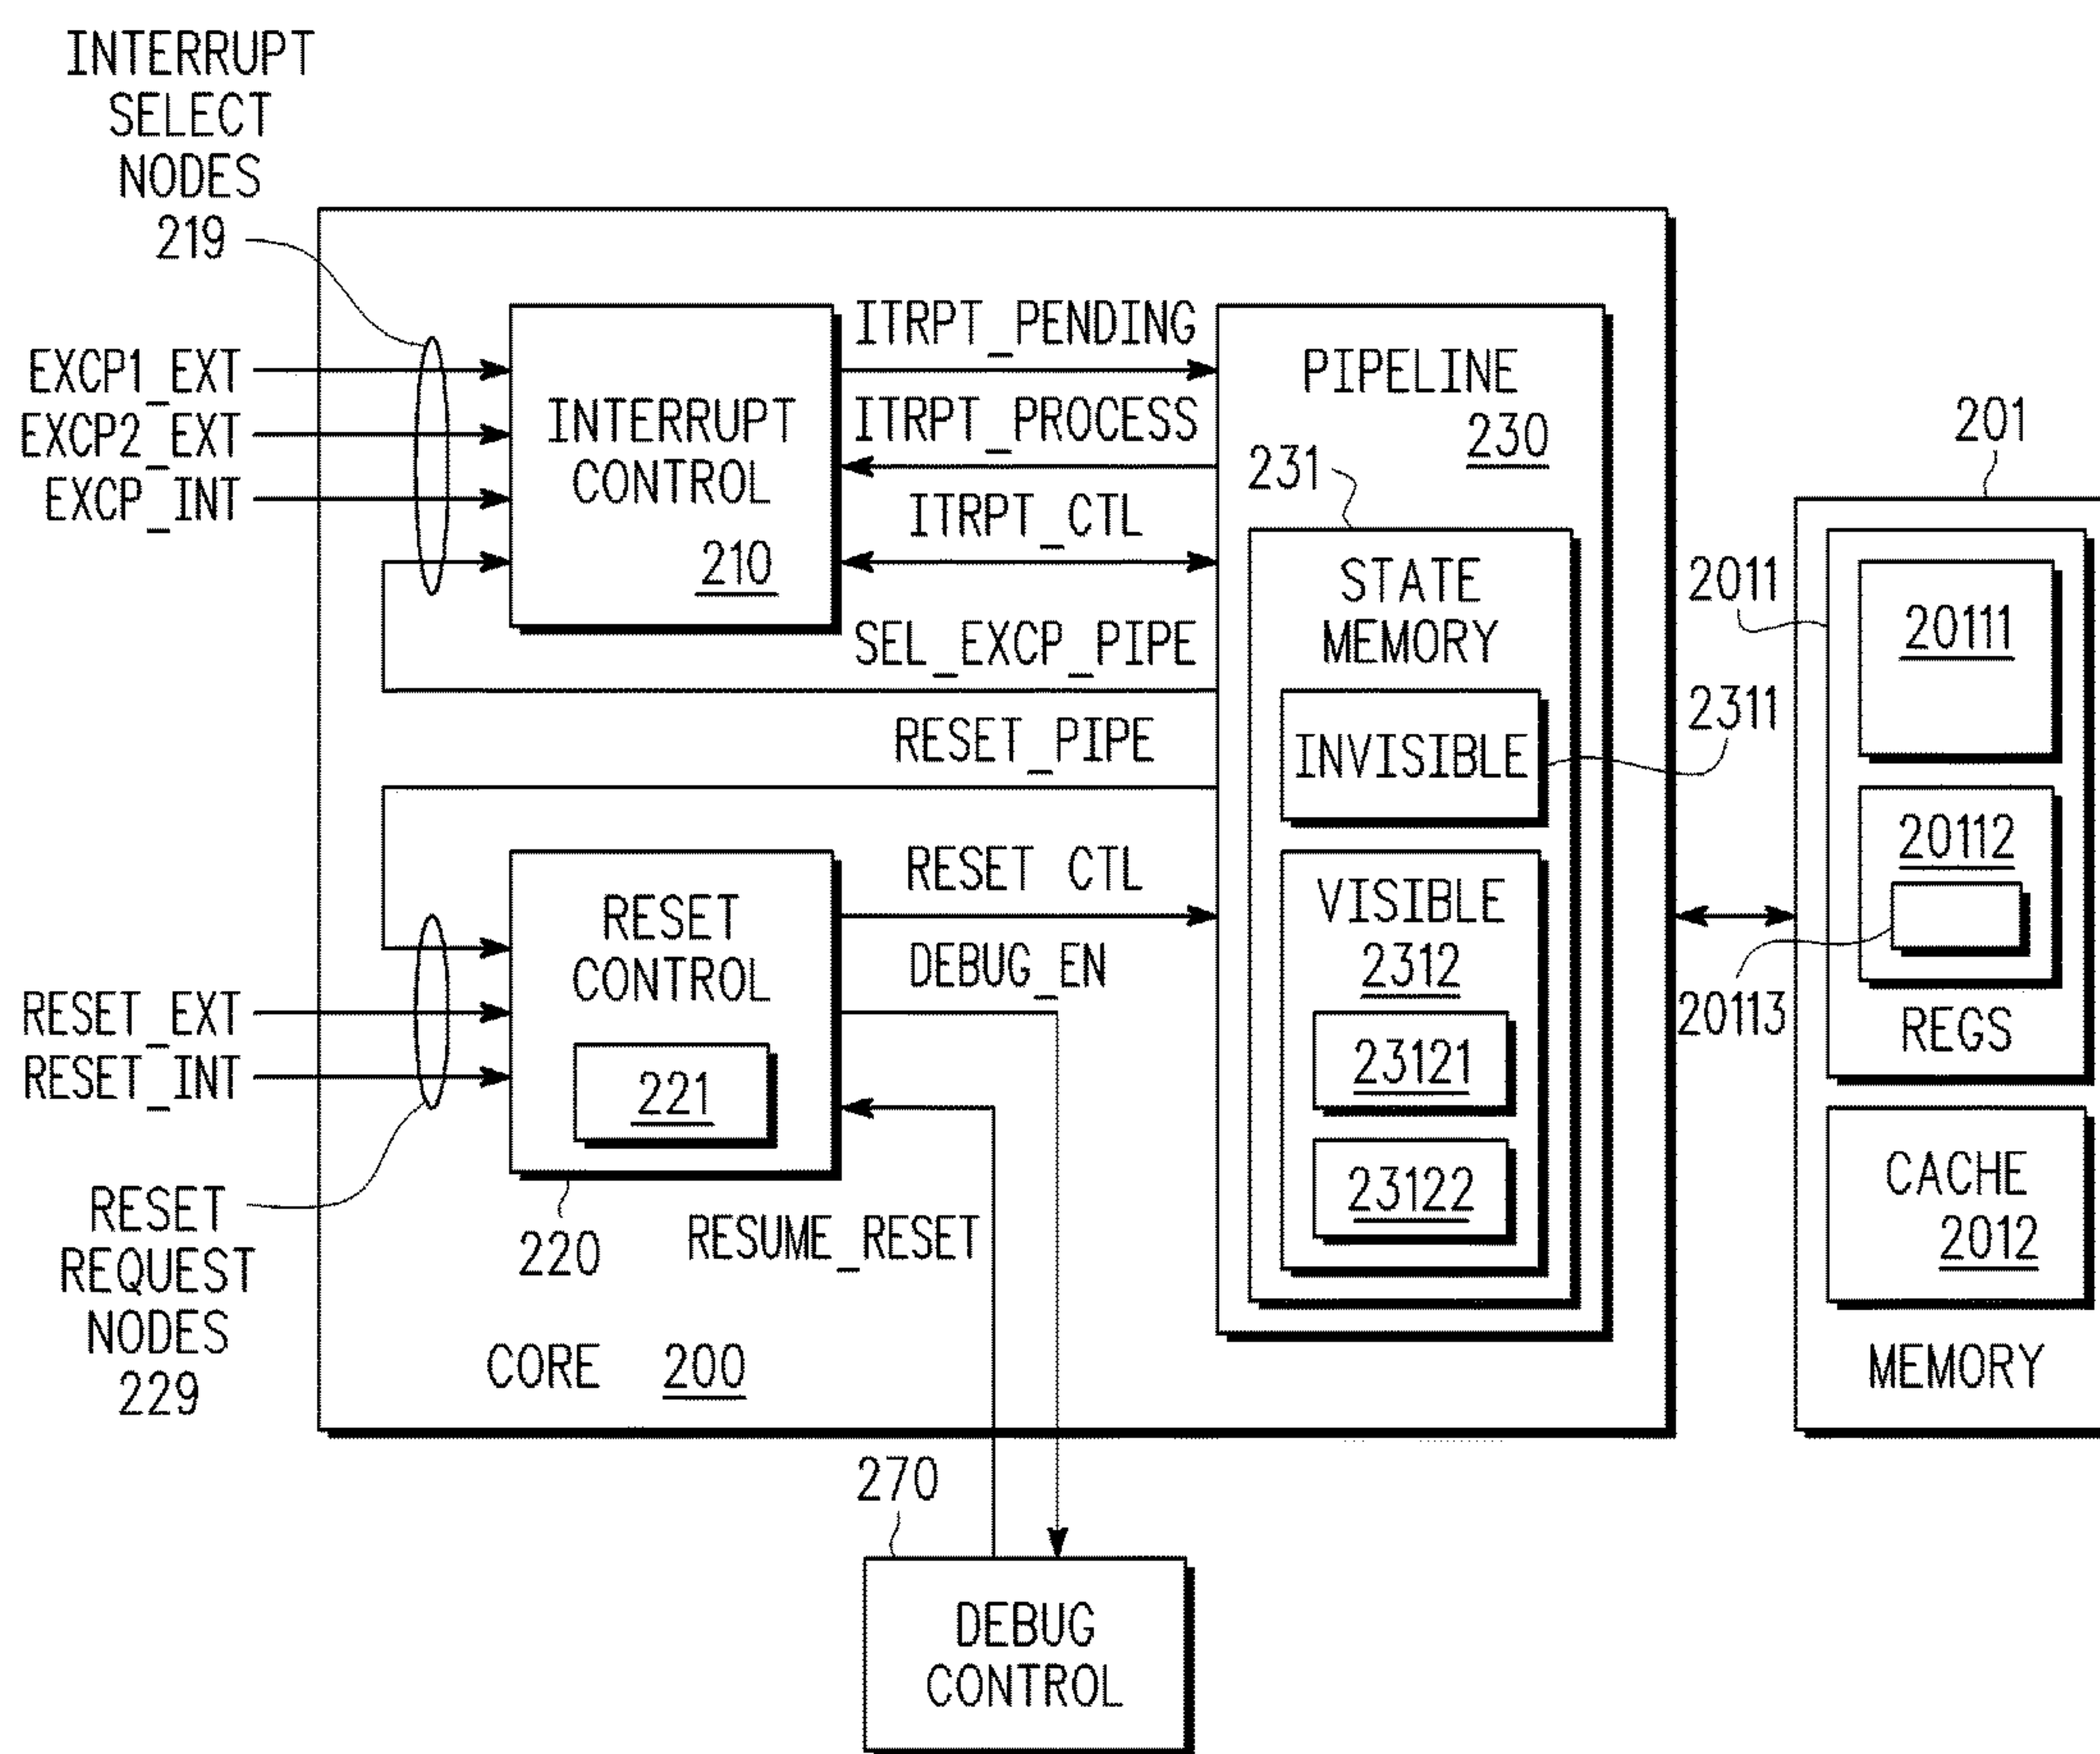 INTERRUPT
SELECT
NODES
219
EXCP1_EXT
EXCP2_EXT
EXCP_INT
INTERRUPT
CONTROL
210
ITRPT_PENDING
ITRPT_PROCESS
ITRPT_CTL
SEL_EXCP_PIPE
RESET_PIPE
PIPELINE
230
231
STATE
MEMORY
INVISIBLE
2311
VISIBLE
2312
23121
23122
RESET CTL
DEBUG_EN
RESET
CONTROL
221
220
RESUME_RESET
RESET_EXT
RESET_INT
RESET
REQUEST
NODES
229
CORE 200
201
2011
20111
20112
20113
REGS
CACHE
2012
MEMORY
270
DEBUG
CONTROL